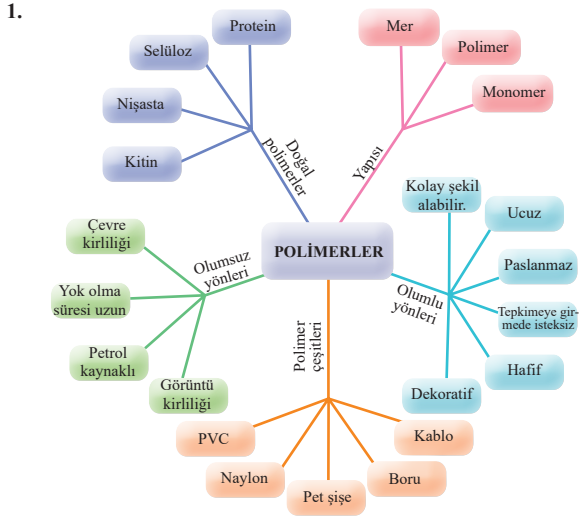 1.
Protein
Selüloz
Nişasta
Kitin
Doğal
polimerler
Mer
Polimer
Monomer
Yapısı
POLİMERLER
Kolay şekil
alabilir.
Ucuz
Paslanmaz
Tepkimeye gir-
mede isteksiz
Hafif
Dekoratif
Olumlu
yönleri
Çevre
kirliliği
Yok olma
süresi uzun
Petrol
kaynaklı
Görüntü
kirliliği
Olumsuz
yönleri
Polimer
çeşitleri
PVC
Naylon
Pet şişe
Boru
Kablo